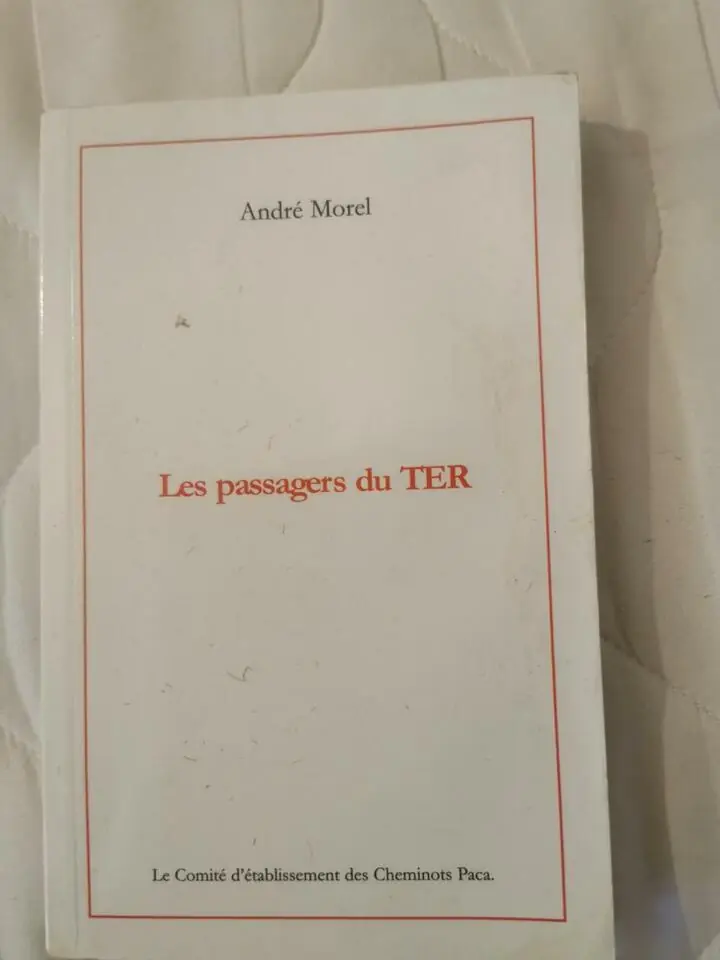 André Morel
Les passagers du TER
Le Comité d'établissement des Cheminots Paca.